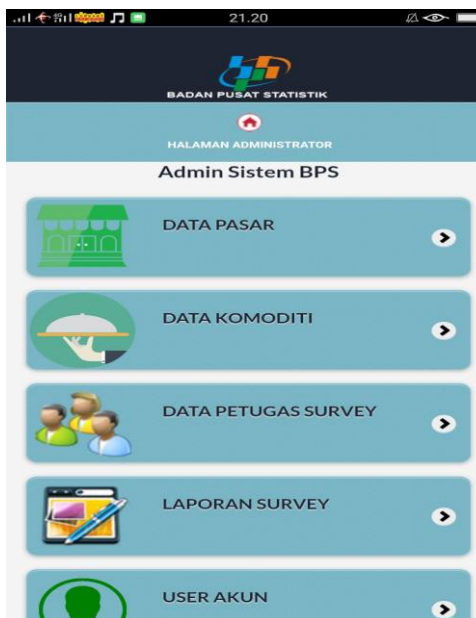 21.20
BADAN PUSAT STATISTIK
HALAMAN ADMINISTRATOR
Admin Sistem BPS
DATA PASAR
DATA KOMODITI
DATA PETUGAS SURVEY
LAPORAN SURVEY
USER AKUN